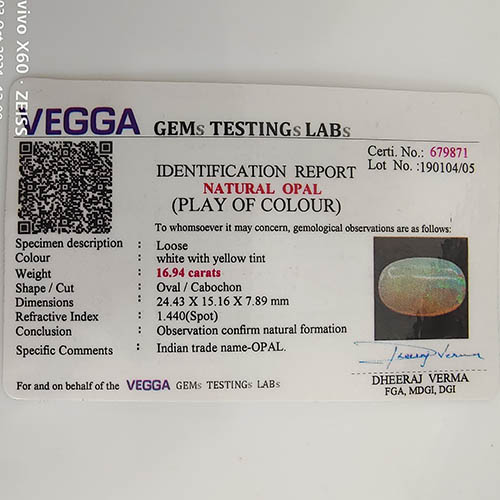 vivo X60 · ZEISS
VEGGA GEMs TESTINGs LABs
Certi. No.: 679871
Lot No. :190104/05
IDENTIFICATION REPORT
NATURAL OPAL
(PLAY OF COLOUR)
To whomsoever it may concern, gemological observations are as follows:
Specimen description : Loose
Colour : white with yellow tint
Weight : 16.94 carats
Shape / Cut : Oval / Cabochon
Dimensions : 24.43 X 15.16 X 7.89 mm
Refractive Index : 1.440(Spot)
Conclusion : Observation confirm natural formation
Specific Comments : Indian trade name-OPAL.
Dheeraj Verma
DHEERAJ VERMA
FGA, MDGI, DGI
For and on behalf of the VEGGA GEMs TESTINGs LABs